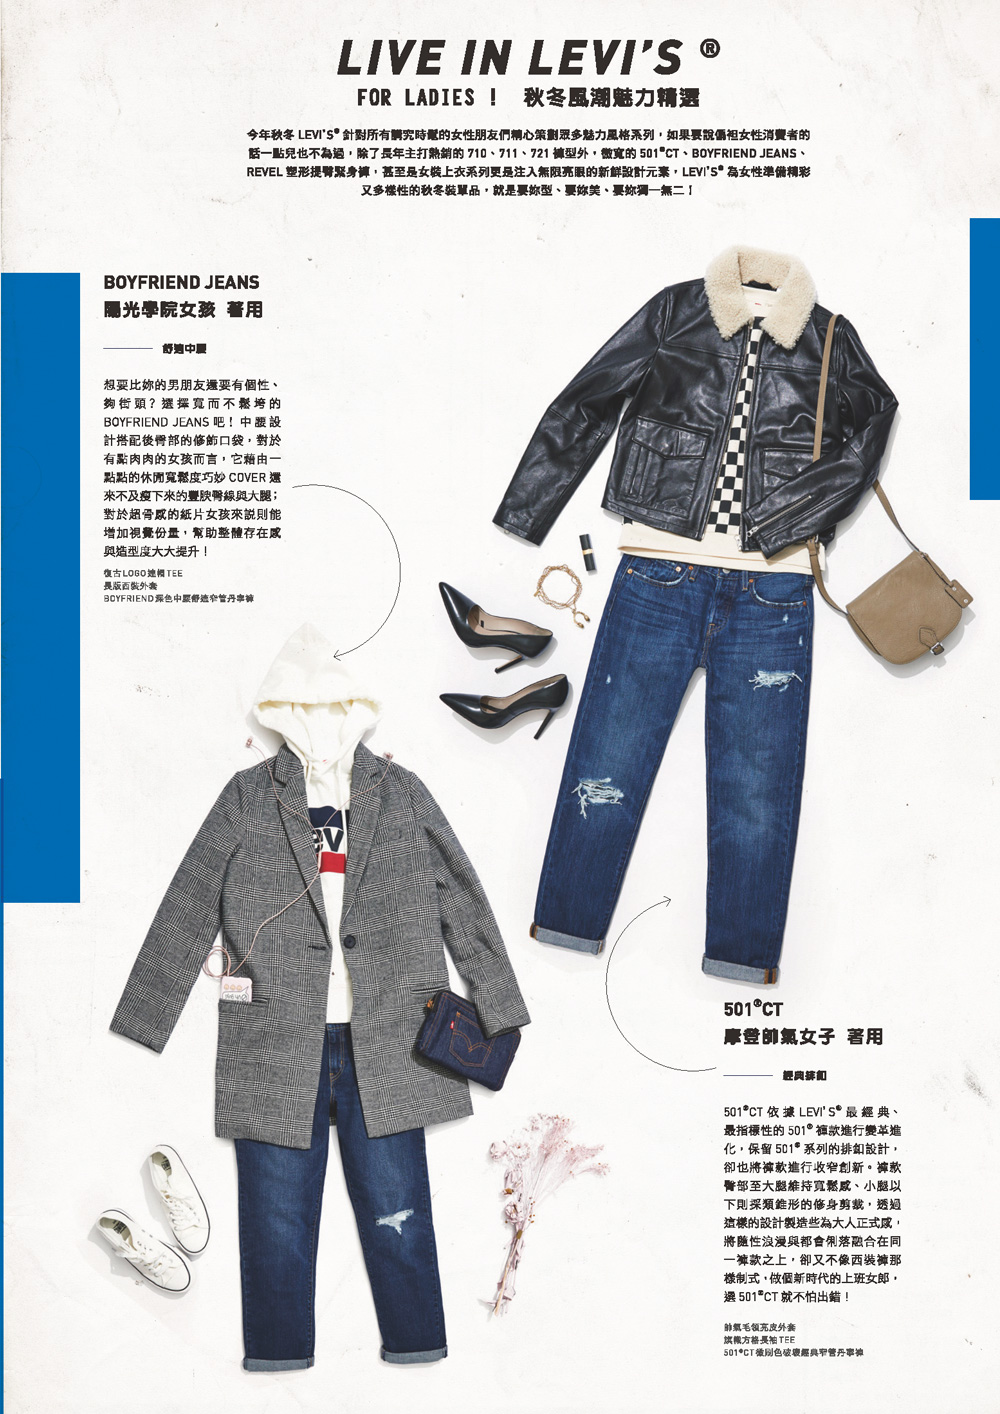 LIVE IN LEVI'S ®
FOR LADIES ! 秋冬風潮魅力精選
今年秋冬 LEVI'S® 針對所有講究時髦的女性朋友們精心策劃眾多魅力風格系列，如果要說偏袒女性消費者的
話一點兒也不為過，除了長年主打熱銷的 710、711、721 褲型外，微寬的 501®CT、BOYFRIEND JEANS、
REVEL 塑形提臀緊身褲，甚至是女裝上衣系列更是注入無限亮眼的新鮮設計元素，LEVI'S® 為女性準備精彩
又多樣性的秋冬裝單品，就是要妳型、要妳美、要妳獨一無二！
BOYFRIEND JEANS
陽光學院女孩 著用
舒適中腰
想要比妳的男朋友還要有個性、
夠街頭？選擇寬而不鬆垮的
BOYFRIEND JEANS 吧！中腰設
計搭配後臀部的修飾口袋，對於
有點肉肉的女孩而言，它藉由一
點點的休閒寬鬆度巧妙 COVER 還
來不及瘦下來的豐腴臀線與大腿；
對於超骨感的紙片女孩來說則能
增加視覺份量，幫助整體存在感
與造型度大大提升！
復古LOGO連帽TEE
長版西裝外套
BOYFRIEND深色中腰舒適窄管丹寧褲
ev
501®CT
摩登帥氣女子 著用
經典排釦
501®CT 依據 LEVI'S® 最經典、
最指標性的 501® 褲款進行變革進
化，保留 501® 系列的排釦設計，
卻也將褲款進行收窄創新。褲款
臀部至大腿維持寬鬆感、小腿以
下則採類錐形的修身剪裁，透過
這樣的設計製造些為大人正式感，
將隨性浪漫與都會俐落融合在同
一褲款之上，卻又不像西裝褲那
樣制式，做個新時代的上班女郎，
選 501®CT 就不怕出錯！
帥氣毛領亮皮外套
旗幟方格長袖TEE
501®CT微刷色破壞經典窄管丹寧褲